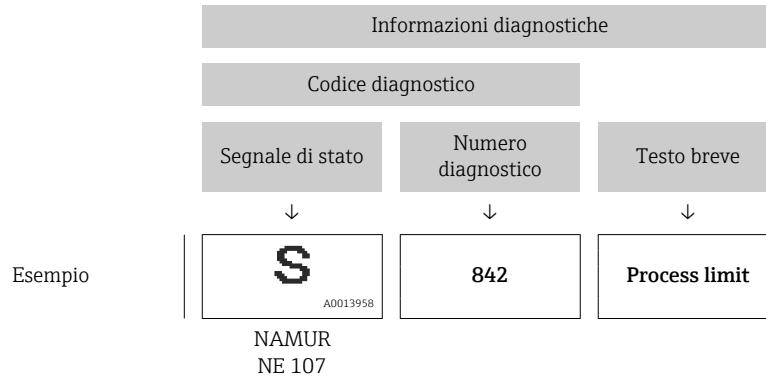 Informazioni diagnostiche
Codice diagnostico
Segnale di stato
Numero
diagnostico
Testo breve
↓ ↓ ↓
Esempio
S
A0013958
842
Process limit
NAMUR
NE 107